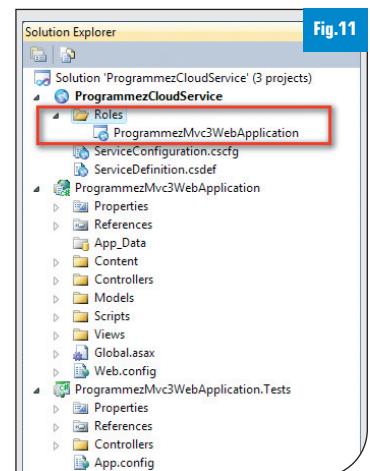 Fig.11
Solution Explorer
Solution 'ProgrammezCloudService' (3 projects)
ProgrammezCloudService
Roles
ProgrammezMvc3WebApplication
ServiceConfiguration.cscfg
ServiceDefinition.csdef
ProgrammezMvc3WebApplication
Properties
References
App_Data
Content
Controllers
Models
Scripts
Views
Global.asax
Web.config
ProgrammezMvc3WebApplication.Tests
Properties
References
Controllers
App.config